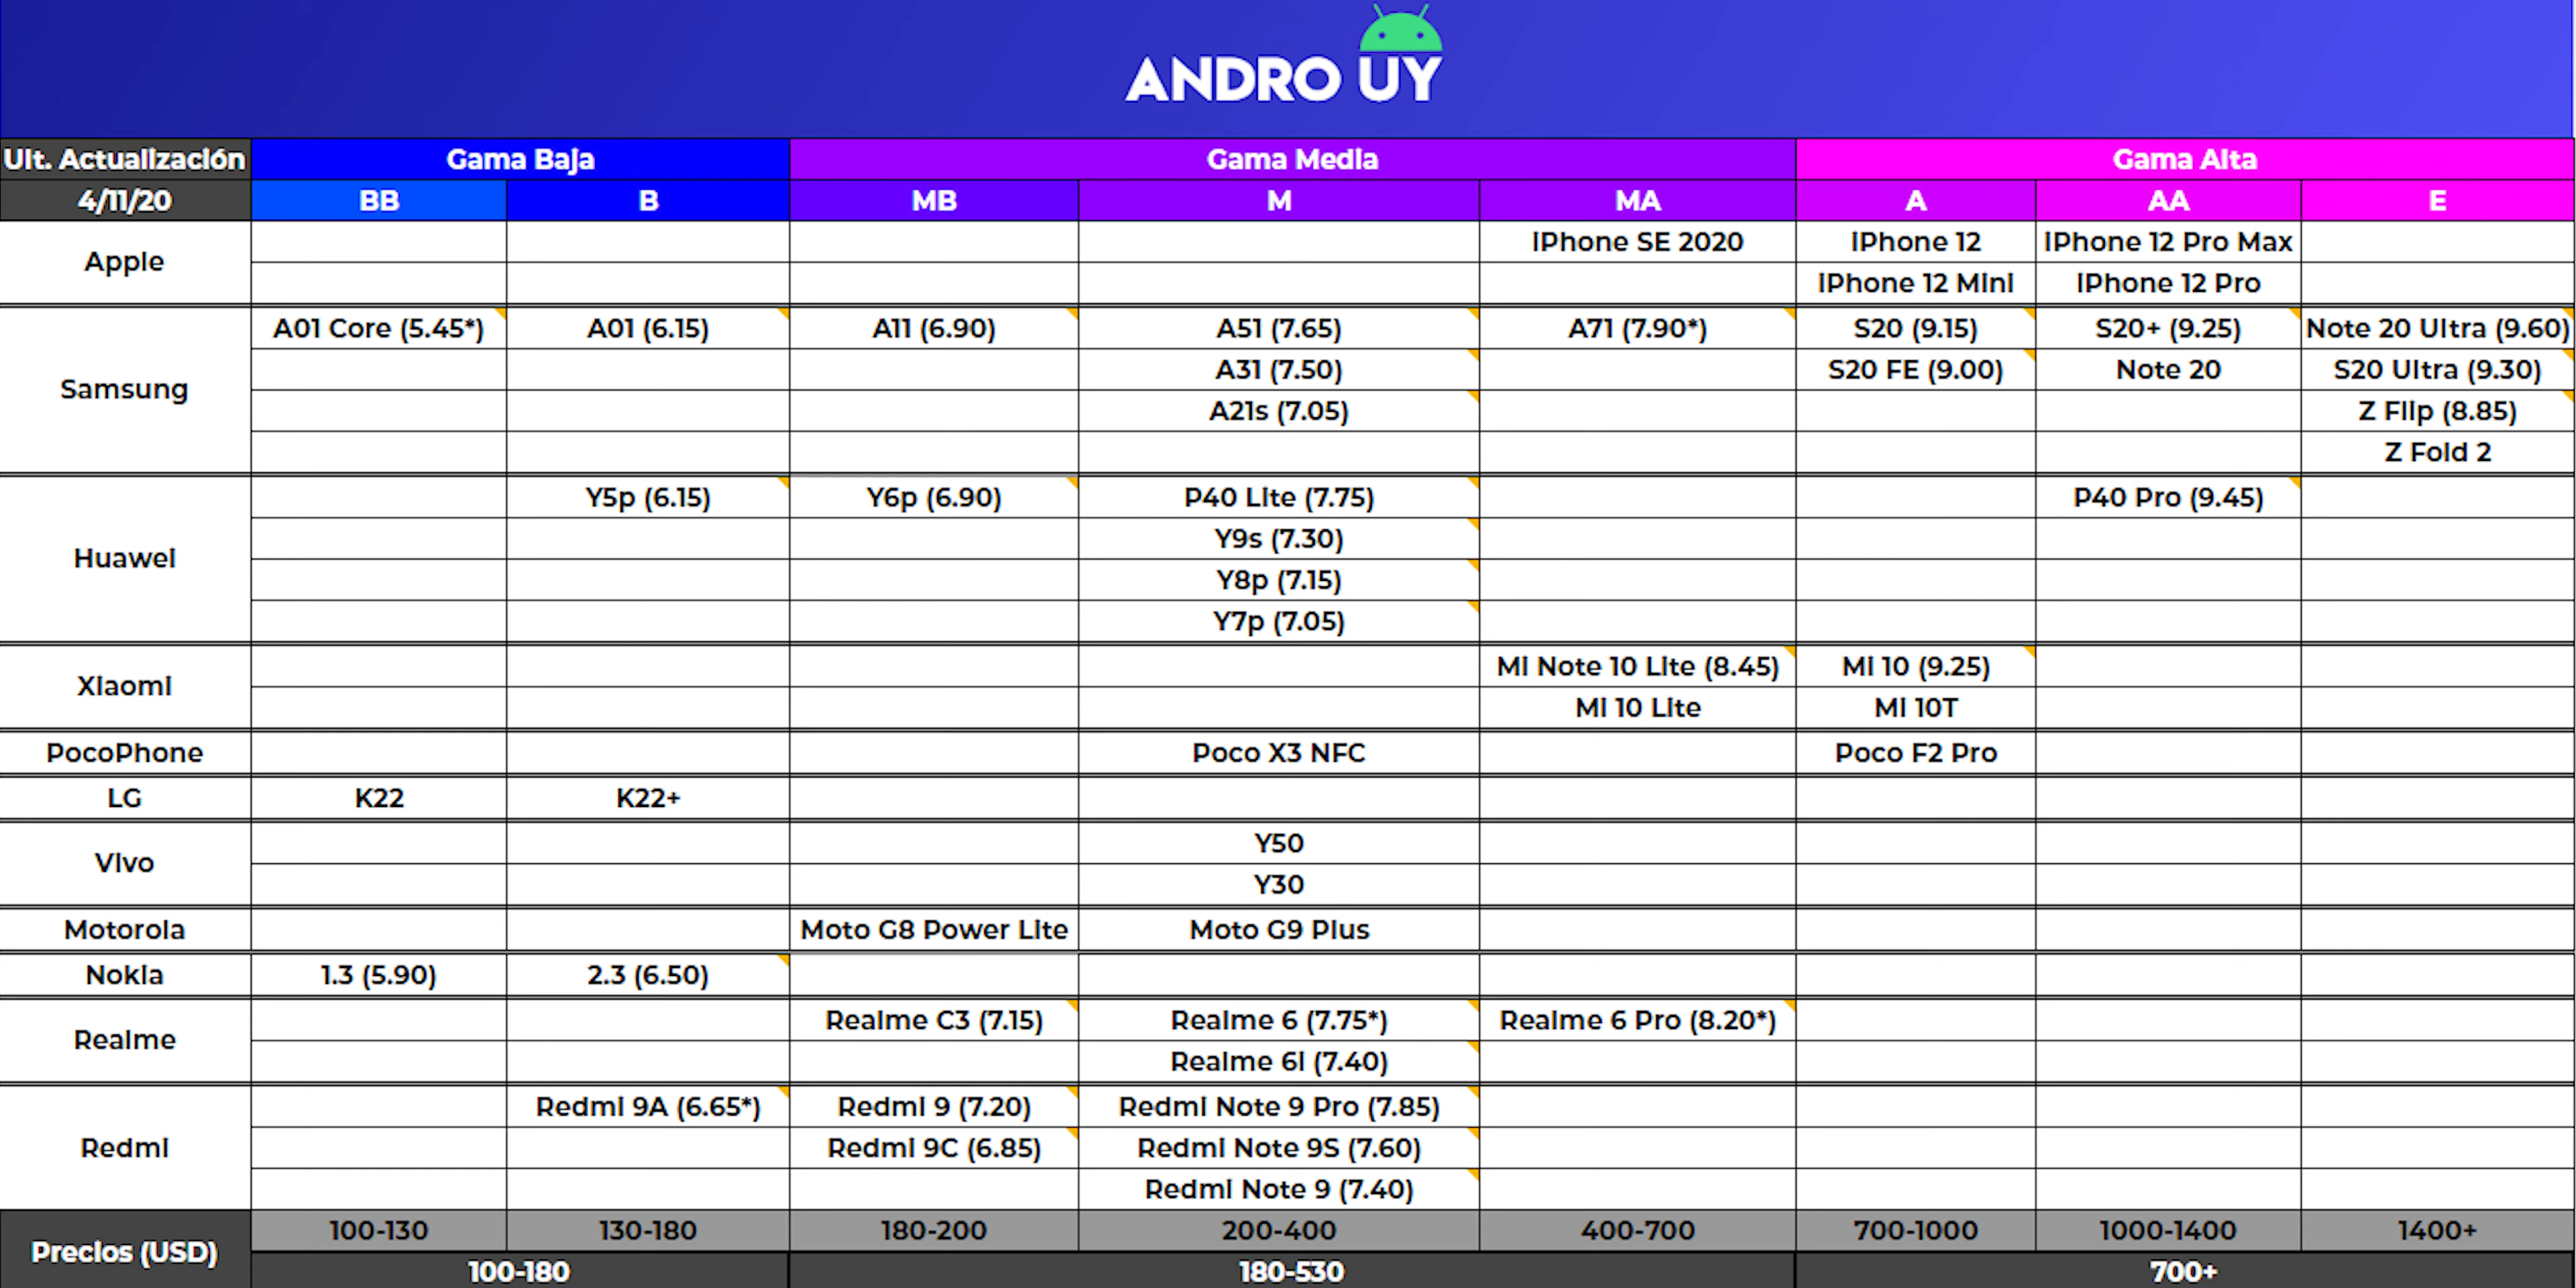 ANDRO UY
Ult. Actualización Gama Baja Gama Media Gama Alta
4/11/20 BB B MB M MA A AA E
Apple
iPhone SE 2020 iPhone 12 iPhone 12 Pro Max
iPhone 12 Mini iPhone 12 Pro
Samsung
A01 Core (5.45*) A01 (6.15) A11 (6.90) A51 (7.65) A71 (7.90*) S20 (9.15) S20+ (9.25) Note 20 Ultra (9.60)
A31 (7.50) S20 FE (9.00) Note 20 S20 Ultra (9.30)
A21s (7.05) Z Flip (8.85)
Z Fold 2
Huawei
Y5p (6.15) Y6p (6.90) P40 Lite (7.75) P40 Pro (9.45)
Y9s (7.30)
Y8p (7.15)
Y7p (7.05)
Xiaomi
Mi Note 10 Lite (8.45) Mi 10 (9.25)
Mi 10 Lite Mi 10T
PocoPhone Poco X3 NFC Poco F2 Pro
LG K22 K22+
Vivo
Y50
Y30
Motorola Moto G8 Power Lite Moto G9 Plus
Nokia 1.3 (5.90) 2.3 (6.50)
Realme
Realme C3 (7.15) Realme 6 (7.75*) Realme 6 Pro (8.20*)
Realme 6i (7.40)
Redmi
Redmi 9A (6.65*) Redmi 9 (7.20) Redmi Note 9 Pro (7.85)
Redmi 9C (6.85) Redmi Note 9S (7.60)
Redmi Note 9 (7.40)
Precios (USD)
100-130 130-180 180-200 200-400 400-700 700-1000 1000-1400 1400+
100-180 180-530 700+